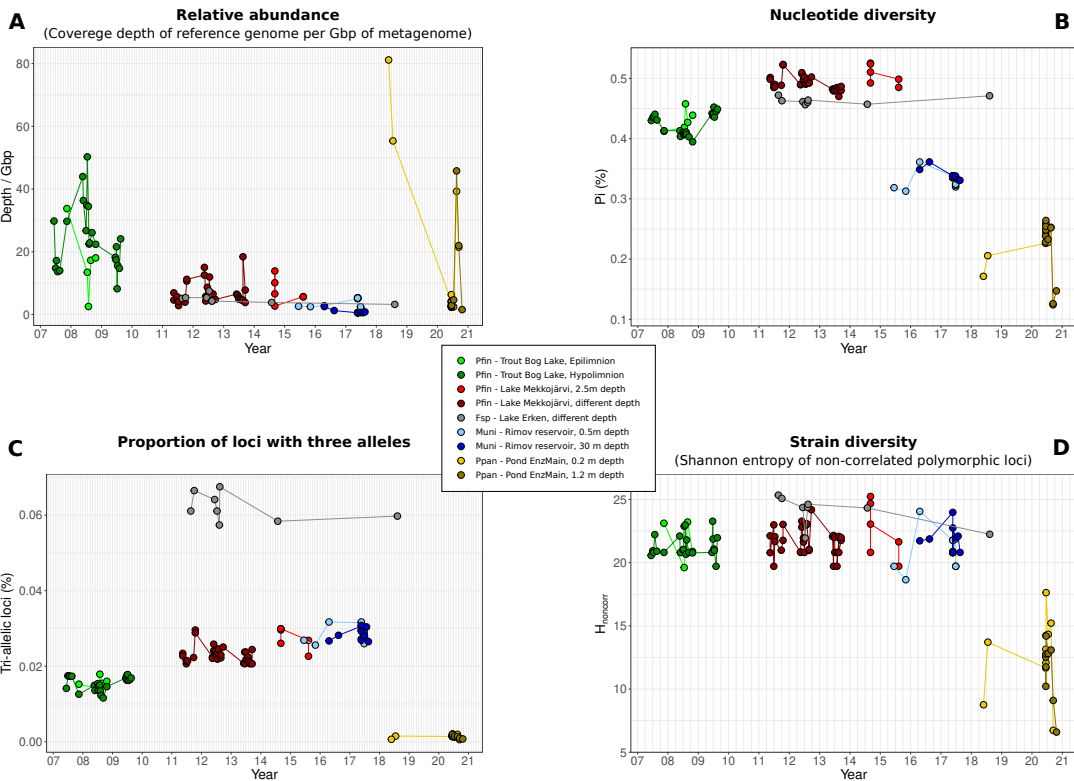 A
Relative abundance
(Coverege depth of reference genome per Gbp of metagenome)
Depth / Gbp
80
60
40
20
0
07 08 09 10 11 12 13 14 15 16 17 18 19 20 21
Year
B
Nucleotide diversity
Pi (%)
0.5
0.4
0.3
0.2
0.1
07 08 09 10 11 12 13 14 15 16 17 18 19 20 21
Year
Pfin - Trout Bog Lake, Epilimnion
Pfin - Trout Bog Lake, Hypolimnion
Pfin - Lake Mekkojärvi, 2.5m depth
Pfin - Lake Mekkojärvi, different depth
Fsp - Lake Erken, different depth
Muni - Rimov reservoir, 0.5m depth
Muni - Rimov reservoir, 30 m depth
Ppan - Pond EnzMain, 0.2 m depth
Ppan - Pond EnzMain, 1.2 m depth
C
Proportion of loci with three alleles
Tri-allelic loci (%)
0.06
0.04
0.02
0.00
07 08 09 10 11 12 13 14 15 16 17 18 19 20 21
Year
D
Strain diversity
(Shannon entropy of non-correlated polymorphic loci)
Hnoncorr
25
20
15
10
5
07 08 09 10 11 12 13 14 15 16 17 18 19 20 21
Year